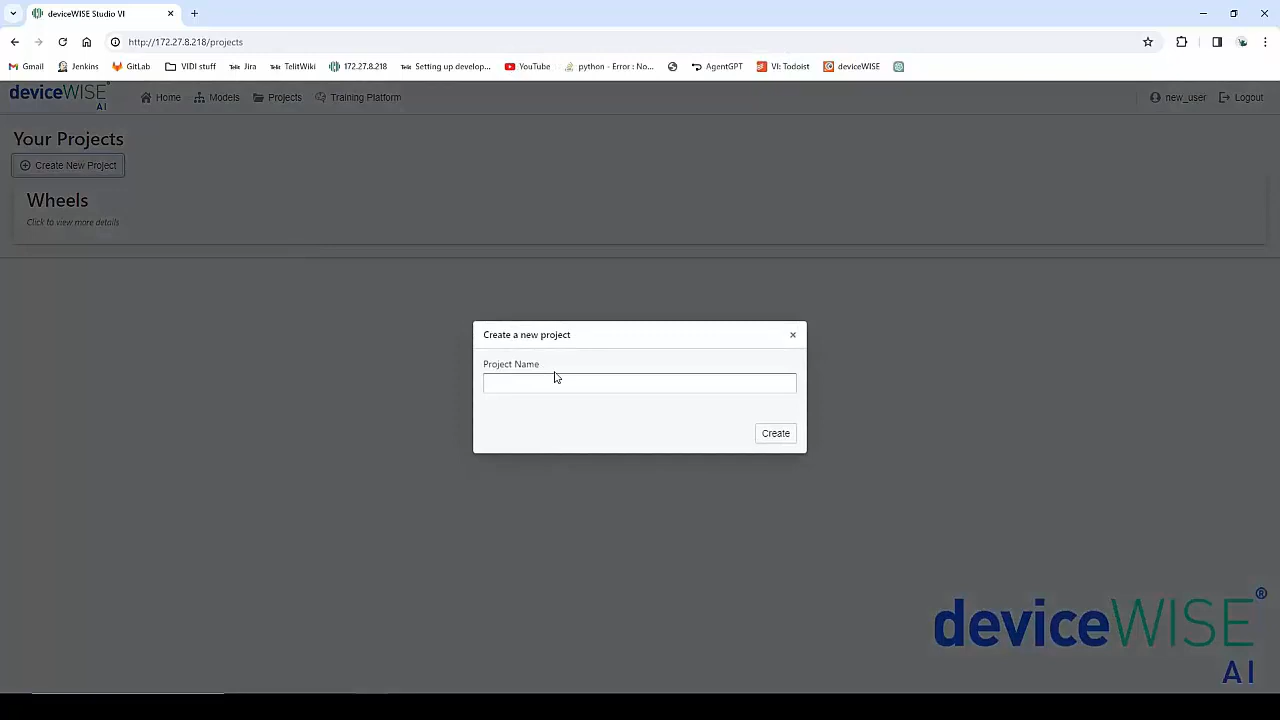 deviceWISE Studio VI
http://172.27.8.218/projects
Gmail Jenkins GitLab VIDI stuff Jira TelitWiki 172.27.8.218 Setting up develop... YouTube python - Error : No... AgentGPT VI: Todoist deviceWISE
deviceWISE®
AI
Home Models Projects Training Platform new_user Logout
Your Projects
Create New Project
Wheels
Click to view more details
Create a new project
Project Name
Create
deviceWISE®
AI